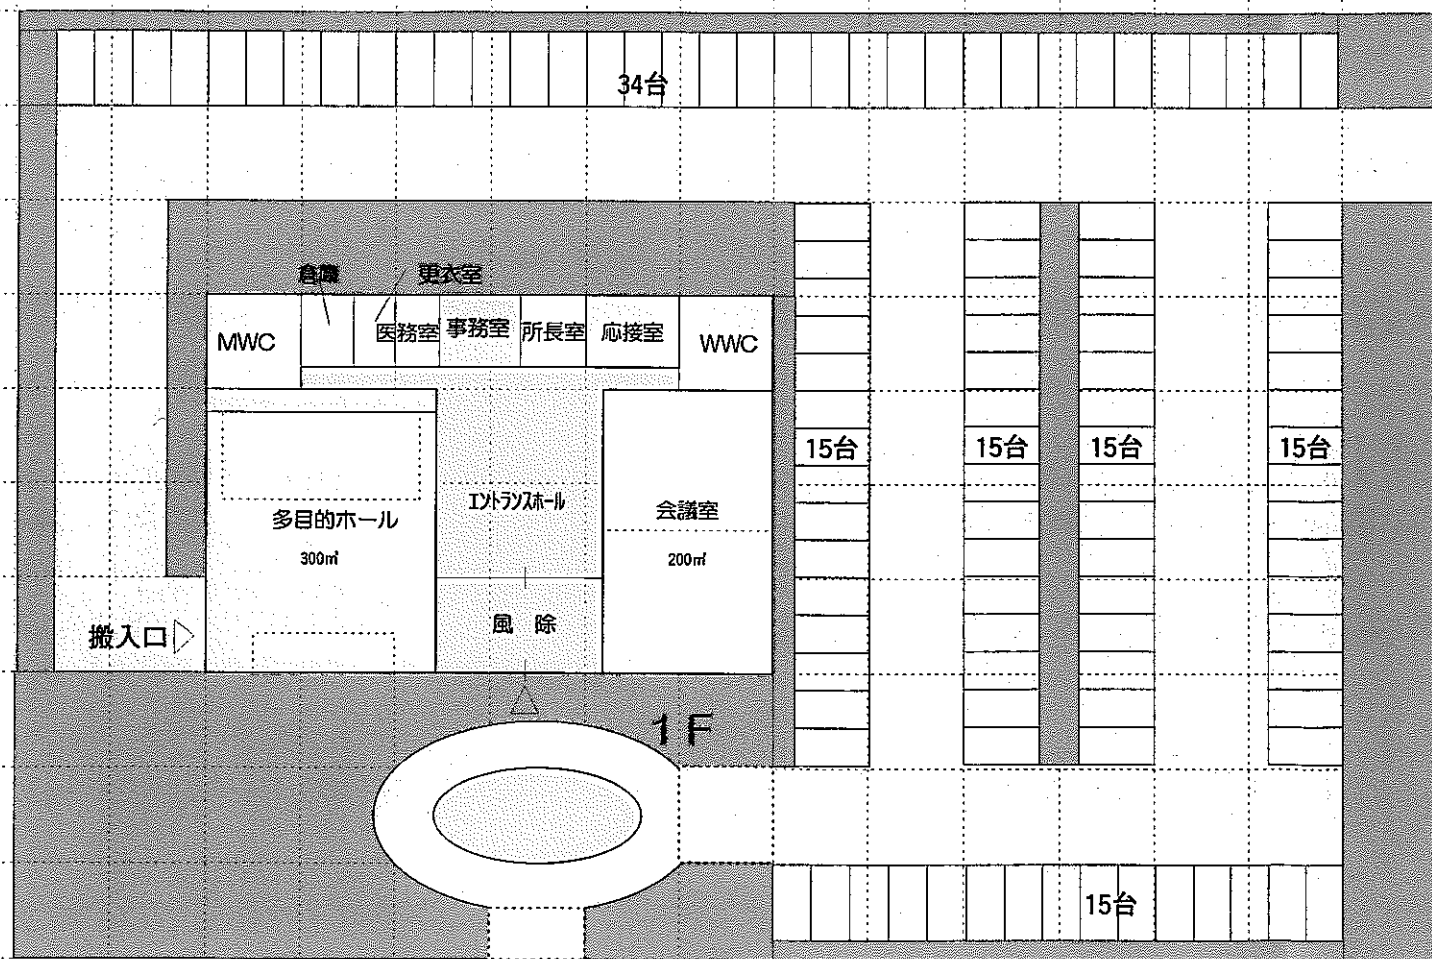 34台
倉庫
更衣室
MWC
医務室
事務室
所長室
応接室
WWC
15台
15台
15台
15台
エントランスホール
会議室
多目的ホール
300㎡
200㎡
搬入口
風 除
1F
15台